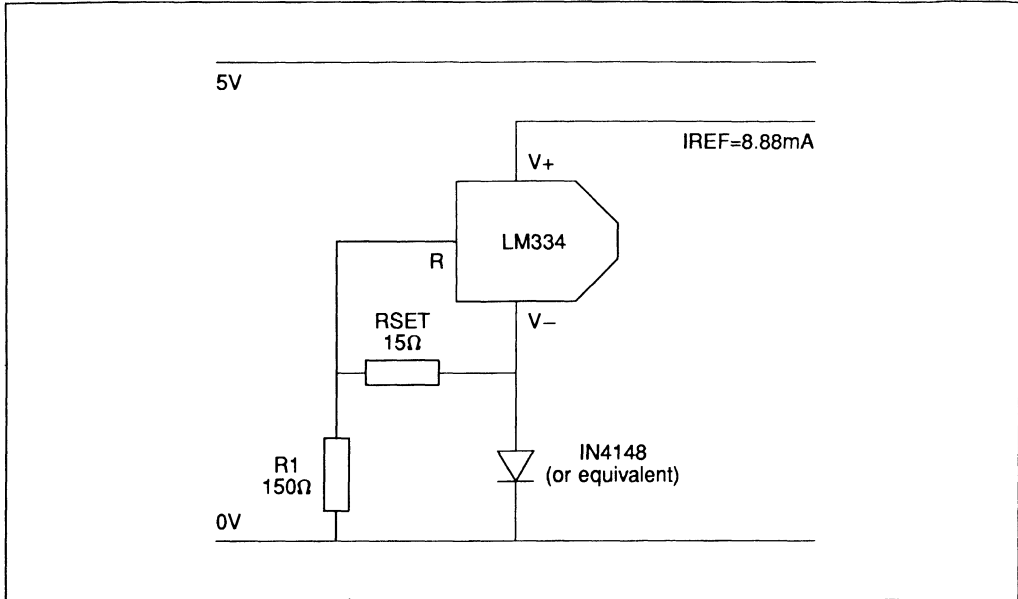 5V
IREF=8.88mA
V+
LM334
R
V−
RSET
15Ω
IN4148
(or equivalent)
R1
150Ω
0V